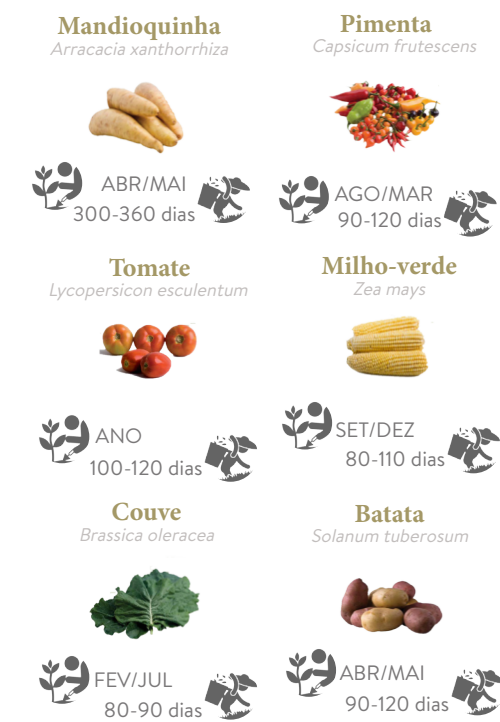 Mandioquinha
Arracacia xanthorrhiza
ABR/MAI
300-360 dias
Pimenta
Capsicum frutescens
AGO/MAR
90-120 dias
Tomate
Lycopersicon esculentum
ANO
100-120 dias
Milho-verde
Zea mays
SET/DEZ
80-110 dias
Couve
Brassica oleracea
FEV/JUL
80-90 dias
Batata
Solanum tuberosum
ABR/MAI
90-120 dias